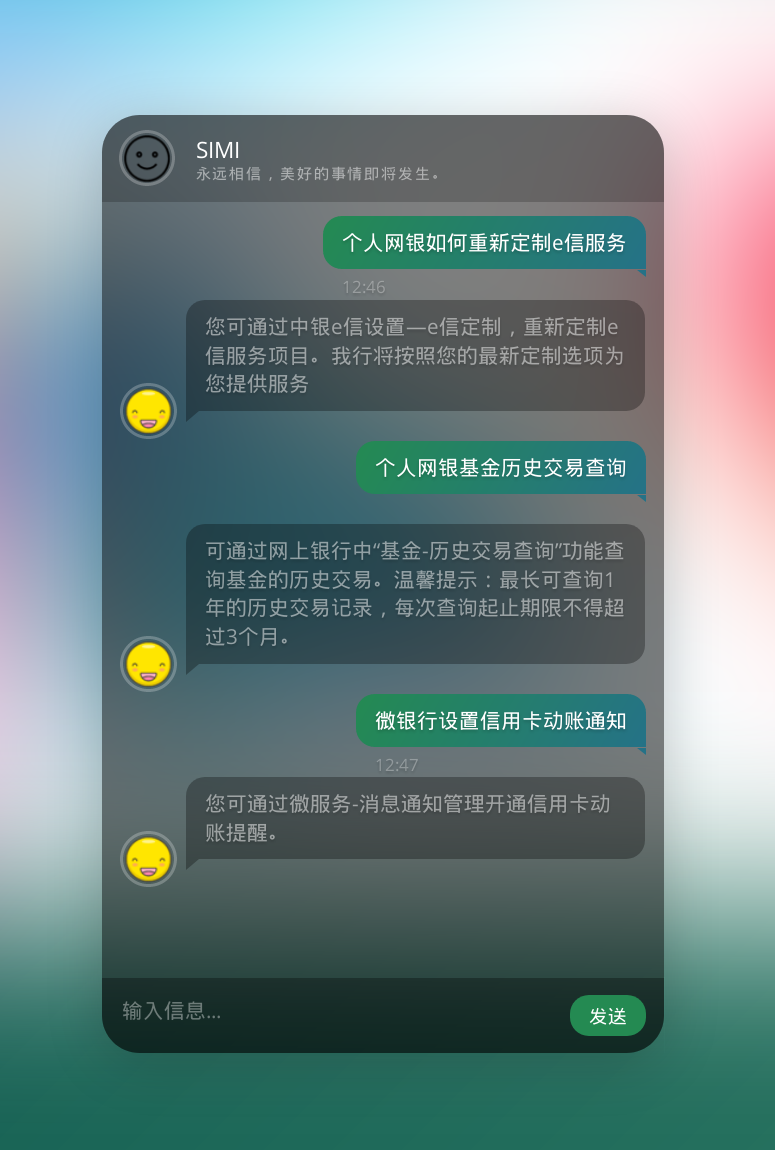 SIMI
永远相信，美好的事情即将发生。
个人网银如何重新定制e信服务
12:46
您可通过中银e信设置—e信定制，重新定制e
信服务项目。我行将按照您的最新定制选项为
您提供服务
个人网银基金历史交易查询
可通过网上银行中“基金-历史交易查询”功能查
询基金的历史交易。温馨提示：最长可查询1
年的历史交易记录，每次查询起止期限不得超
过3个月。
微银行设置信用卡动账通知
12:47
您可通过微服务-消息通知管理开通信用卡动
账提醒。
输入信息...
发送